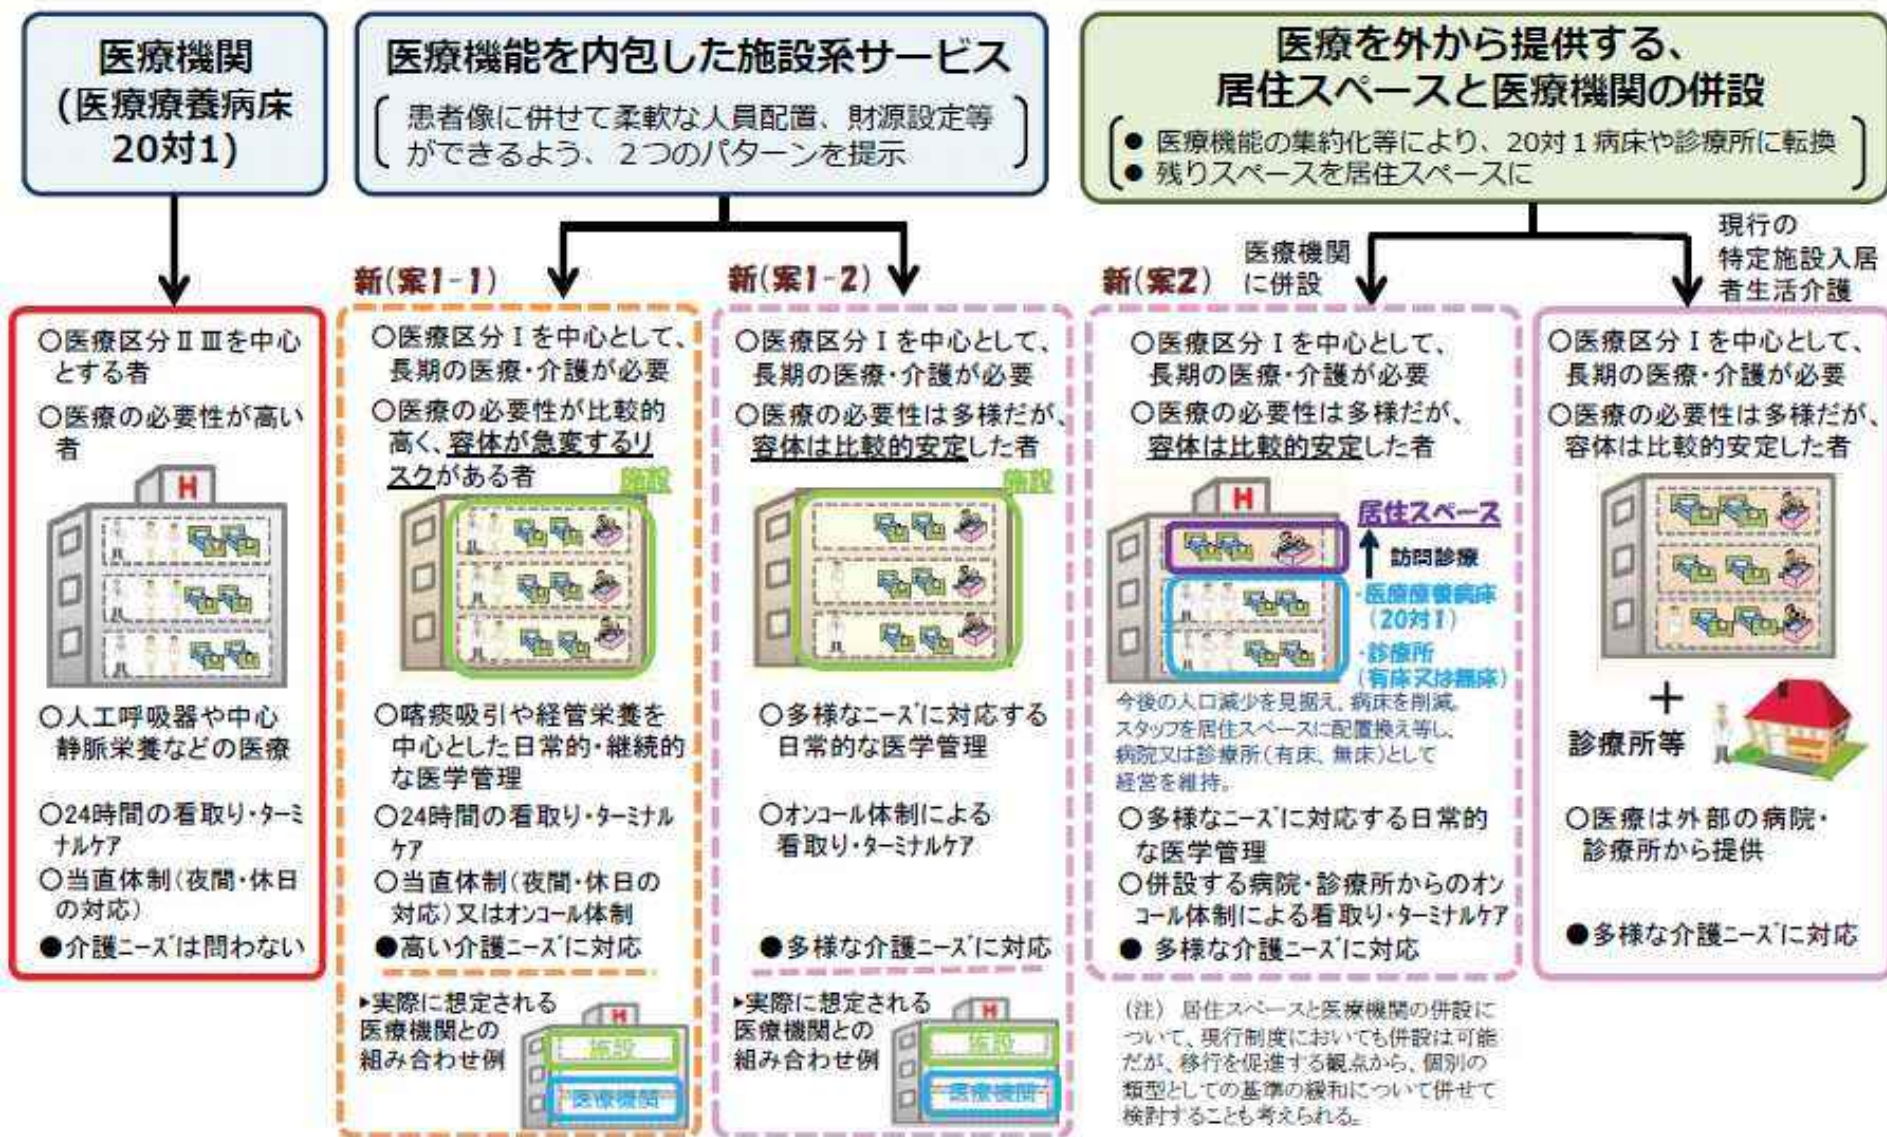 医療機関
(医療療養病床
20対1)
医療機能を内包した施設系サービス
患者像に併せて柔軟な人員配置、財源設定等
ができるよう、2つのパターンを提示
医療を外から提供する、
居住スペースと医療機関の併設
● 医療機能の集約化等により、20対1病床や診療所に転換
● 残りスペースを居住スペースに
○医療区分ⅡⅢを中心
とする者
○医療の必要性が高い
者
H
○人工呼吸器や中心
静脈栄養などの医療
○24時間の看取り・ターミ
ナルケア
○当直体制(夜間・休日
の対応)
●介護ニーズは問わない
新(案1-1)
○医療区分Ⅰを中心として、
長期の医療・介護が必要
○医療の必要性が比較的
高く、容体が急変するリ
スクがある者
施設
○喀痰吸引や経管栄養を
中心とした日常的・継続的
な医学管理
○24時間の看取り・ターミナル
ケア
○当直体制(夜間・休日の
対応)又はオンコール体制
●高い介護ニーズに対応
▶実際に想定される
医療機関との
組み合わせ例
H
施設
医療機関
新(案1-2)
○医療区分Ⅰを中心として、
長期の医療・介護が必要
○医療の必要性は多様だが、
容体は比較的安定した者
施設
○多様なニーズに対応する
日常的な医学管理
○オンコール体制による
看取り・ターミナルケア
●多様な介護ニーズに対応
▶実際に想定される
医療機関との
組み合わせ例
H
施設
医療機関
新(案2)
医療機関
に併設
○医療区分Ⅰを中心として、
長期の医療・介護が必要
○医療の必要性は多様だが、
容体は比較的安定した者
H
居住スペース
訪問診療
・医療療養病床
(20対1)
・診療所
(有床又は無床)
今後の人口減少を見据え、病床を削減。
スタッフを居住スペースに配置換え等し、
病院又は診療所(有床、無床)として
経営を維持。
○多様なニーズに対応する日常的
な医学管理
○併設する病院・診療所からのオン
コール体制による看取り・ターミナルケア
● 多様な介護ニーズに対応
(注) 居住スペースと医療機関の併設に
ついて、現行制度においても併設は可能
だが、移行を促進する観点から、個別の
類型としての基準の緩和について併せて
検討することも考えられる。
現行の
特定施設入居
者生活介護
○医療区分Ⅰを中心として、
長期の医療・介護が必要
○医療の必要性は多様だが、
容体は比較的安定した者
+
診療所等
○医療は外部の病院・
診療所から提供
●多様な介護ニーズに対応